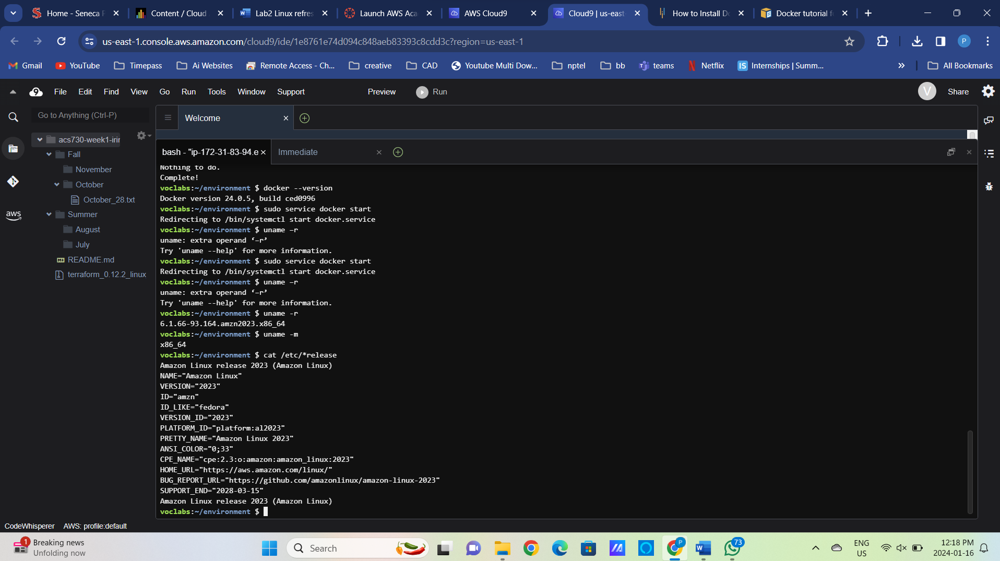 Home - Seneca P
Content / Cloud
Lab2 Linux refres
Launch AWS Aca
AWS Cloud9
Cloud9 | us-east-
How to Install Do
Docker tutorial f
us-east-1.console.aws.amazon.com/cloud9/ide/1e8761e74d094c848aeb83393c8cdd3c?region=us-east-1
P
Gmail
YouTube
Timepass
Ai Websites
Remote Access - Ch...
creative
CAD
Youtube Multi Dow...
nptel
bb
teams
Netflix
IS
Internships | Summ...
All Bookmarks
9
File
Edit
Find
View
Go
Run
Tools
Window
Support
Preview
Run
V
Share
Go to Anything (Ctrl-P)
Welcome
acs730-week1-irin
Fall
November
October
October_28.txt
Summer
August
July
README.md
terraform_0.12.2_linux
aws
bash - "ip-172-31-83-94.e
Immediate
Nothing to do.
Complete!
voclabs:~/environment $ docker --version
Docker version 24.0.5, build ced0996
voclabs:~/environment $ sudo service docker start
Redirecting to /bin/systemctl start docker.service
voclabs:~/environment $ uname –r
uname: extra operand ‘–r’
Try 'uname --help' for more information.
voclabs:~/environment $ sudo service docker start
Redirecting to /bin/systemctl start docker.service
voclabs:~/environment $ uname –r
uname: extra operand ‘–r’
Try 'uname --help' for more information.
voclabs:~/environment $ uname -r
6.1.66-93.164.amzn2023.x86_64
voclabs:~/environment $ uname -m
x86_64
voclabs:~/environment $ cat /etc/*release
Amazon Linux release 2023 (Amazon Linux)
NAME="Amazon Linux"
VERSION="2023"
ID="amzn"
ID_LIKE="fedora"
VERSION_ID="2023"
PLATFORM_ID="platform:al2023"
PRETTY_NAME="Amazon Linux 2023"
ANSI_COLOR="0;33"
CPE_NAME="cpe:2.3:o:amazon:amazon_linux:2023"
HOME_URL="https://aws.amazon.com/linux/"
BUG_REPORT_URL="https://github.com/amazonlinux/amazon-linux-2023"
SUPPORT_END="2028-03-15"
Amazon Linux release 2023 (Amazon Linux)
voclabs:~/environment $
CodeWhisperer
AWS: profile:default
1
Breaking news
Unfolding now
Search
P
73
ENG
US
12:18 PM
2024-01-16